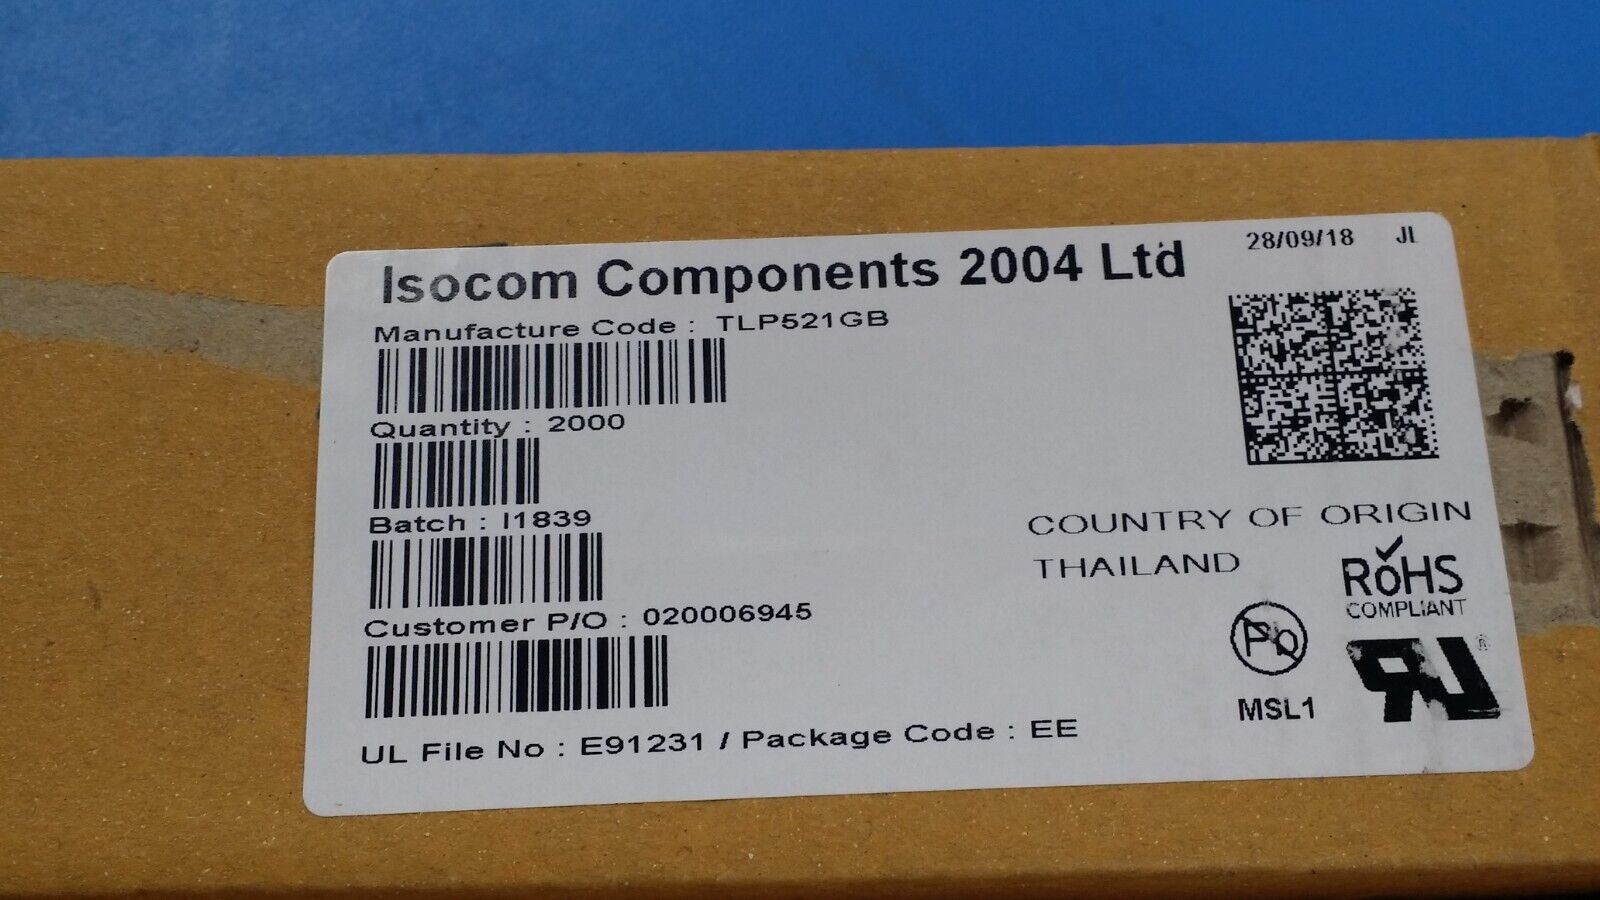 Isocom Components 2004 Ltd
28/09/18 JL
Manufacture Code : TLP521GB
Quantity : 2000
Batch : I1839
Customer P/O : 020006945
UL File No : E91231 / Package Code : EE
COUNTRY OF ORIGIN
THAILAND
RoHS
COMPLIANT
Pb
MSL1
RU ®